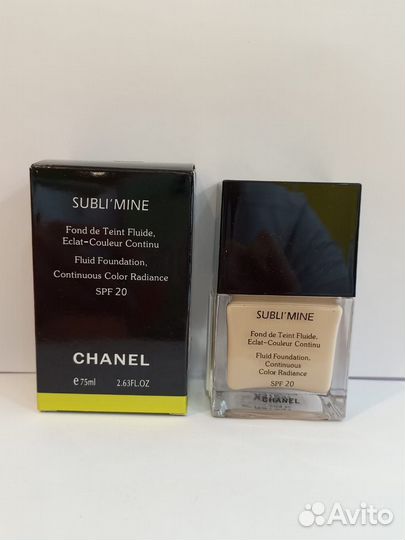 SUBLI'MINE
Fond de Teint Fluide,
Eclat-Couleur Continu
Fluid Foundation,
Continuous Color Radiance
SPF 20
CHANEL
e 75ml 2.63FL.OZ
SUBLI'MINE
Fond de Teint Fluide,
Eclat-Couleur Continu
Fluid Foundation,
Continuous
Color Radiance
SPF 20
CHANEL
Avito